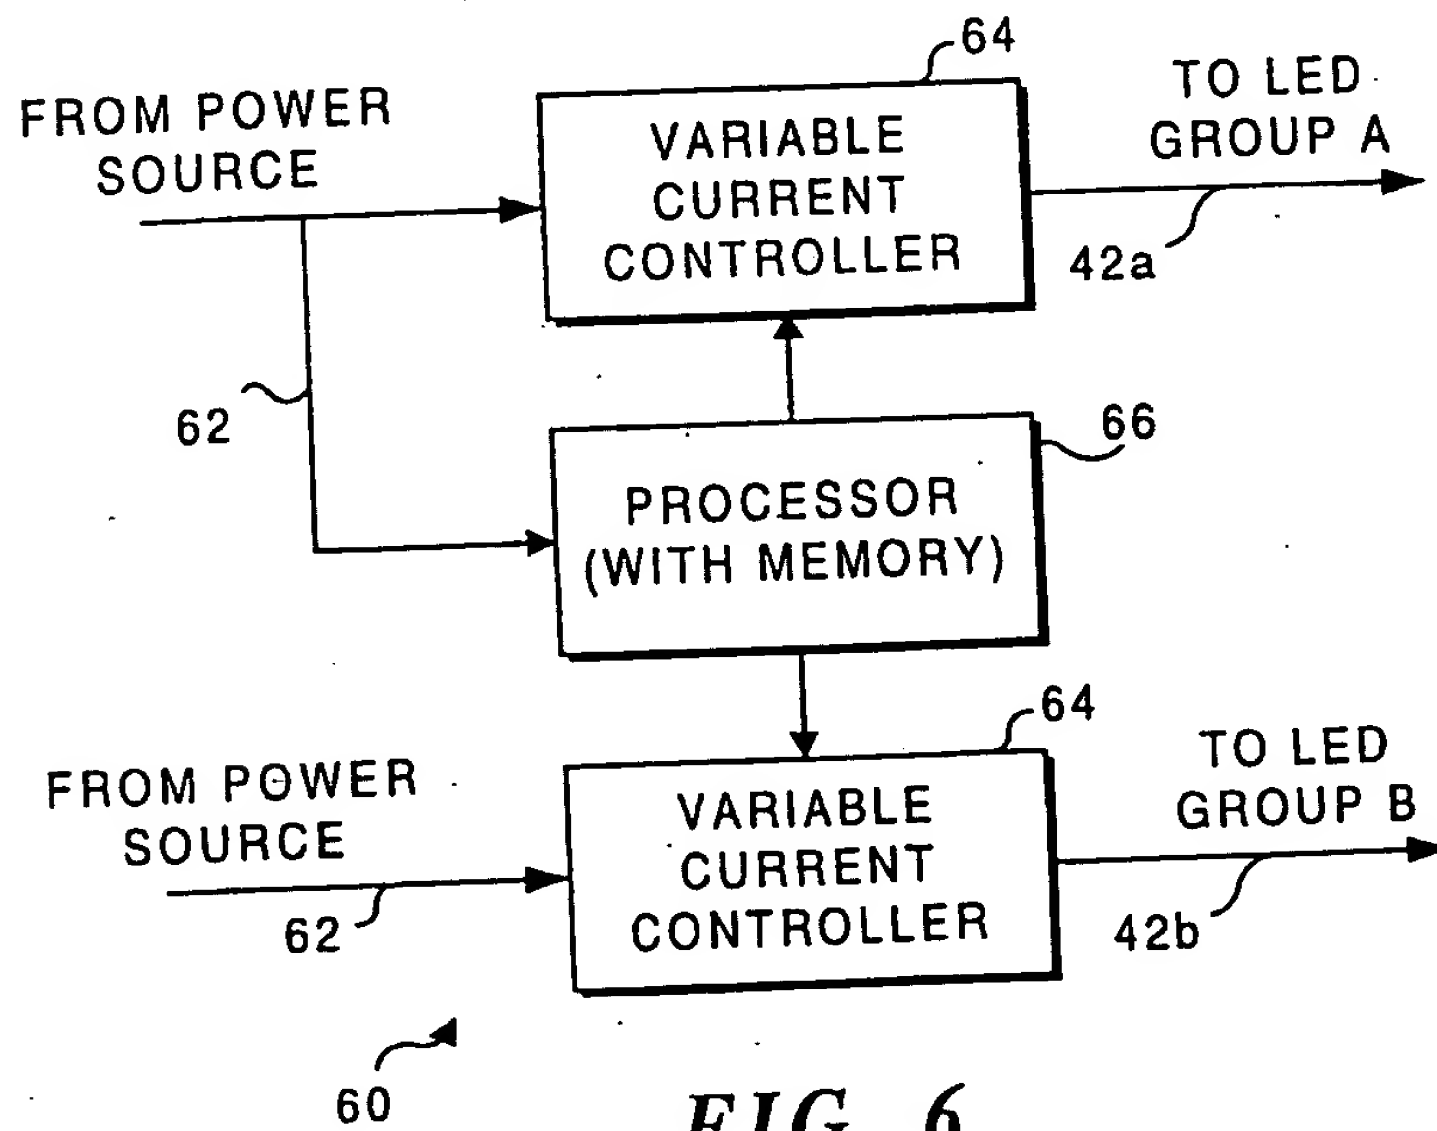 64
FROM POWER
SOURCE
VARIABLE
CURRENT
CONTROLLER
TO LED
GROUP A
42a
62
66
PROCESSOR
(WITH MEMORY)
64
FROM POWER
SOURCE
VARIABLE
CURRENT
CONTROLLER
TO LED
GROUP B
62
42b
60
FIG. 6